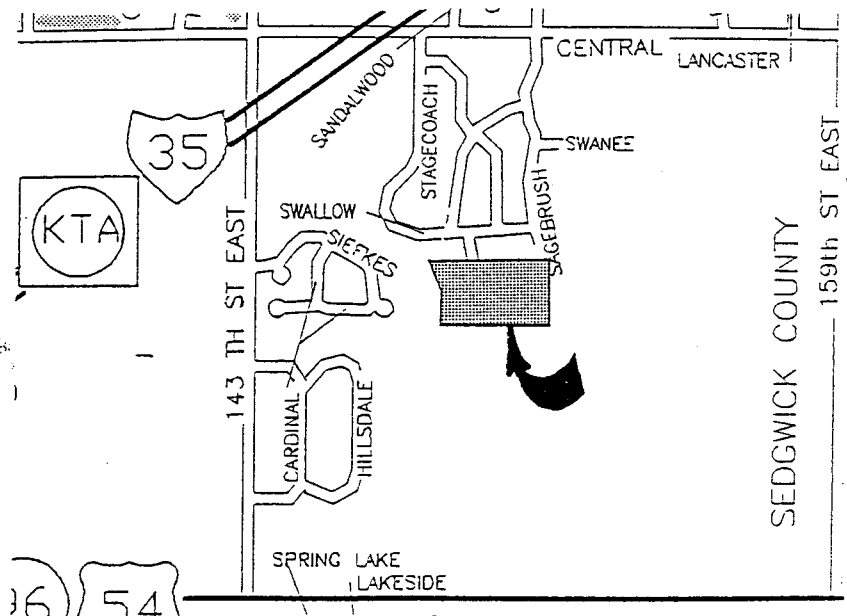 CENTRAL
LANCASTER
SANDALWOOD
35
STAGECOACH
SWANEE
KTA
SWALLOW
SIEFKES
SAGEBRUSH
143 TH ST EAST
159th ST EAST
SEDGWICK COUNTY
CARDINAL
HILLSDALE
SPRING LAKE
LAKESIDE
54